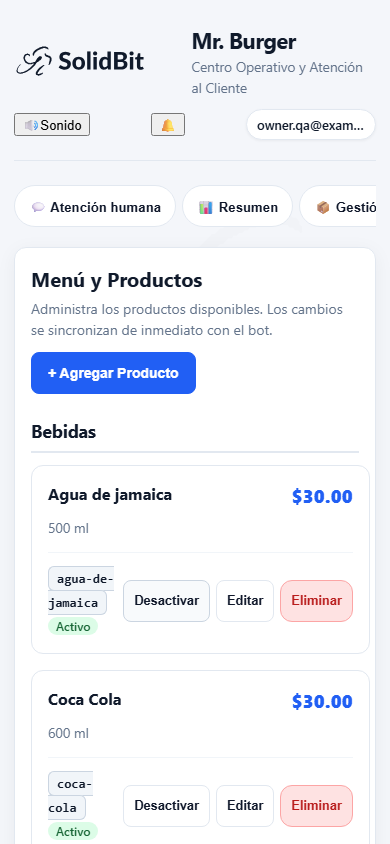 SolidBit
Mr. Burger
Centro Operativo y Atención
al Cliente
🔊Sonido
🔔
owner.qa@exam...
💬 Atención humana
📊 Resumen
📦 Gestió
Menú y Productos
Administra los productos disponibles. Los cambios
se sincronizan de inmediato con el bot.
+ Agregar Producto
Bebidas
Agua de jamaica
$30.00
500 ml
agua-de-
jamaica
Activo
Desactivar
Editar
Eliminar
Coca Cola
$30.00
600 ml
coca-
cola
Activo
Desactivar
Editar
Eliminar